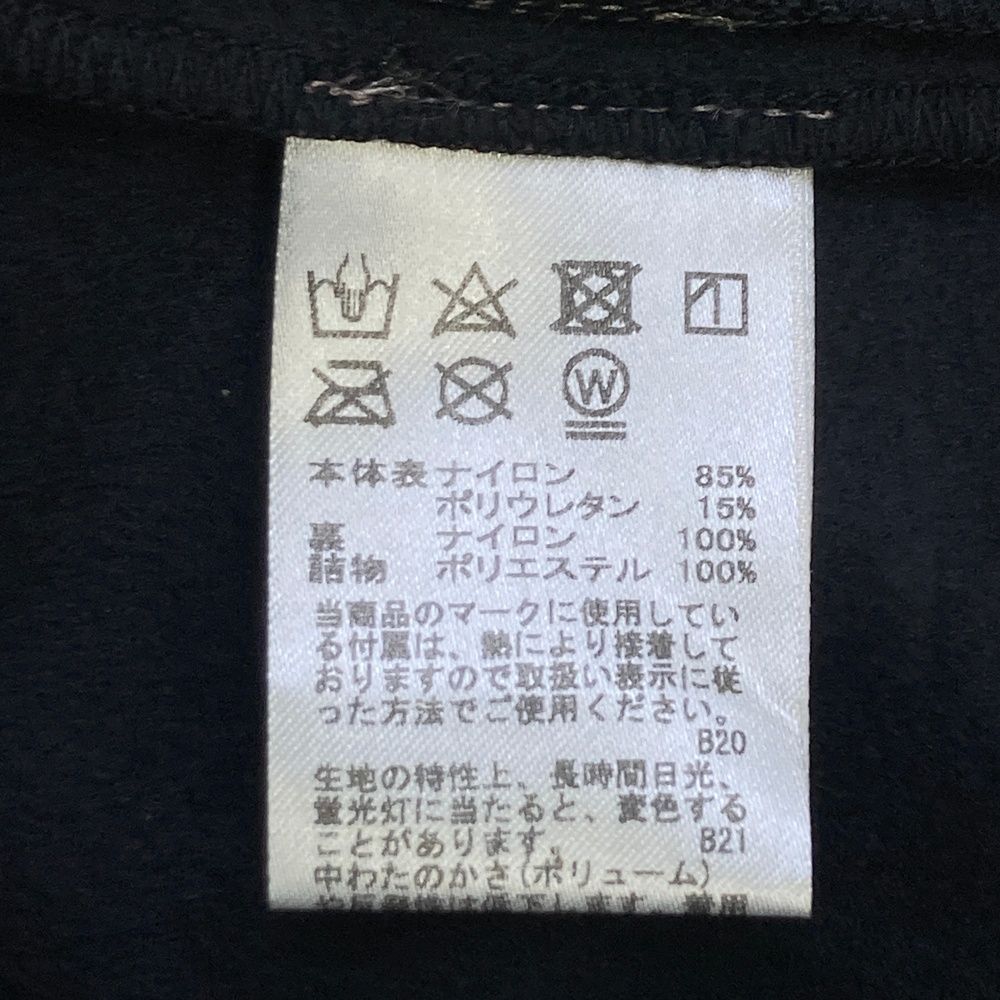 W
本体表 ナイロン 85%
ポリウレタン 15%
裏 ナイロン 100%
詰物 ポリエステル 100%
当商品のマークに使用してい
る付属は、熱により接着して
おりますので取扱い表示に従
った方法でご使用ください。
B20
生地の特性上、長時間日光、
蛍光灯に当たると、変色する
ことがあります。 B21
中わたのかさ(ボリューム)